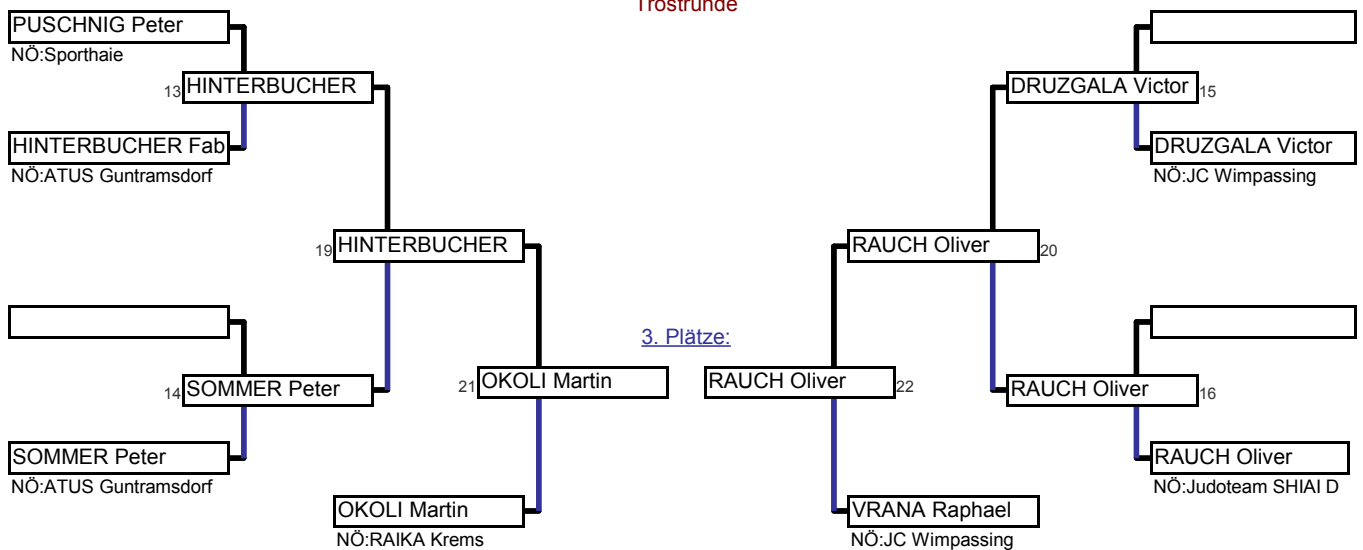 Trostrunde
PUSCHNIG Peter
NÖ:Sporthaie
13 HINTERBUCHER
HINTERBUCHER Fab
NÖ:ATUS Guntramsdorf
19 HINTERBUCHER
14 SOMMER Peter
SOMMER Peter
NÖ:ATUS Guntramsdorf
21 OKOLI Martin
OKOLI Martin
NÖ:RAIKA Krems
3. Plätze:
DRUZGALA Victor 15
DRUZGALA Victor
NÖ:JC Wimpassing
RAUCH Oliver 20
RAUCH Oliver 22
RAUCH Oliver 16
RAUCH Oliver
NÖ:Judoteam SHIAI D
VRANA Raphael
NÖ:JC Wimpassing